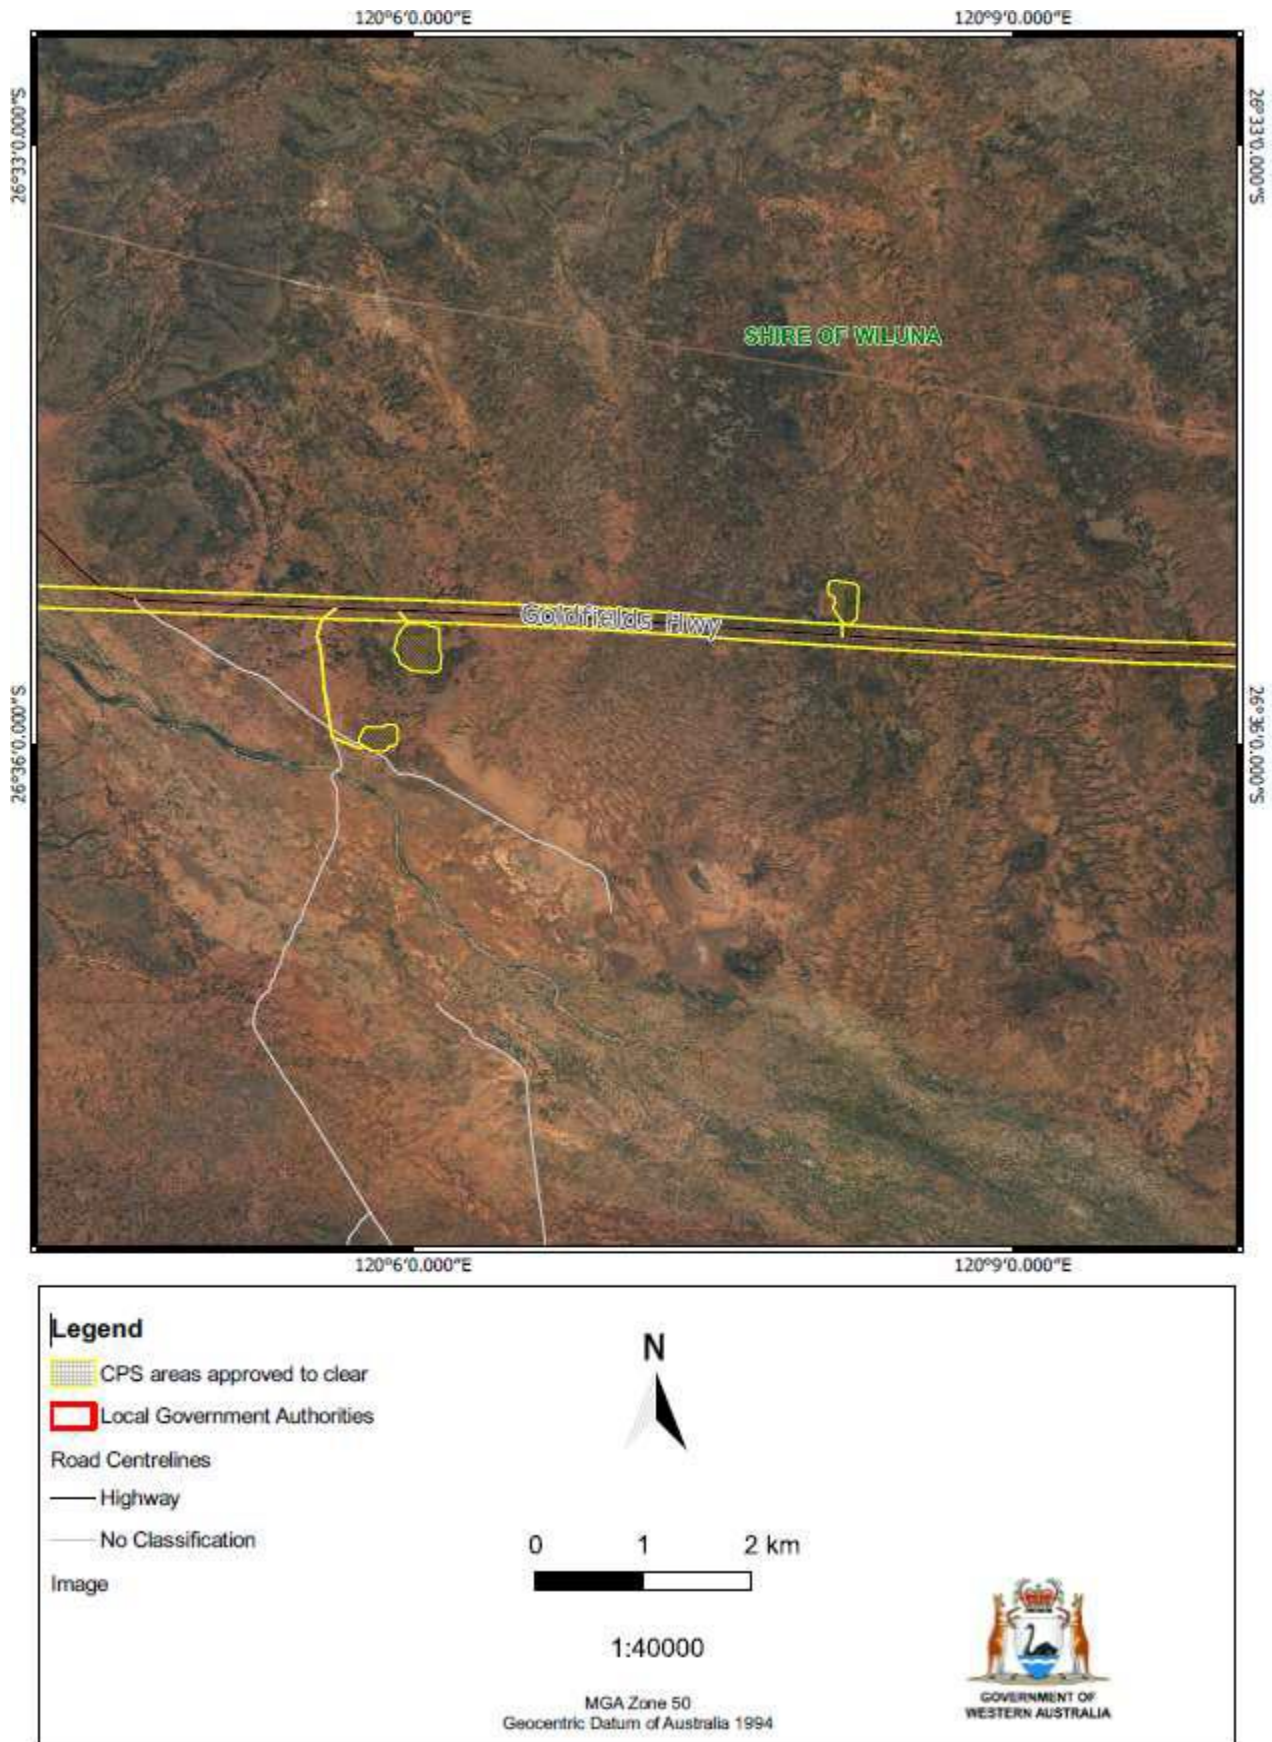 120°6'0.000"E 120°9'0.000"E
26°33'0.000"S 26°33'0.000"S
SHIRE OF WILUNA
Goldfields Hwy
26°36'0.000"S 26°36'0.000"S
120°6'0.000"E 120°9'0.000"E
Legend
CPS areas approved to clear
Local Government Authorities
Road Centrelines
Highway
No Classification
Image
N
0 1 2 km
1:40000
MGA Zone 50
Geocentric Datum of Australia 1994
GOVERNMENT OF
WESTERN AUSTRALIA